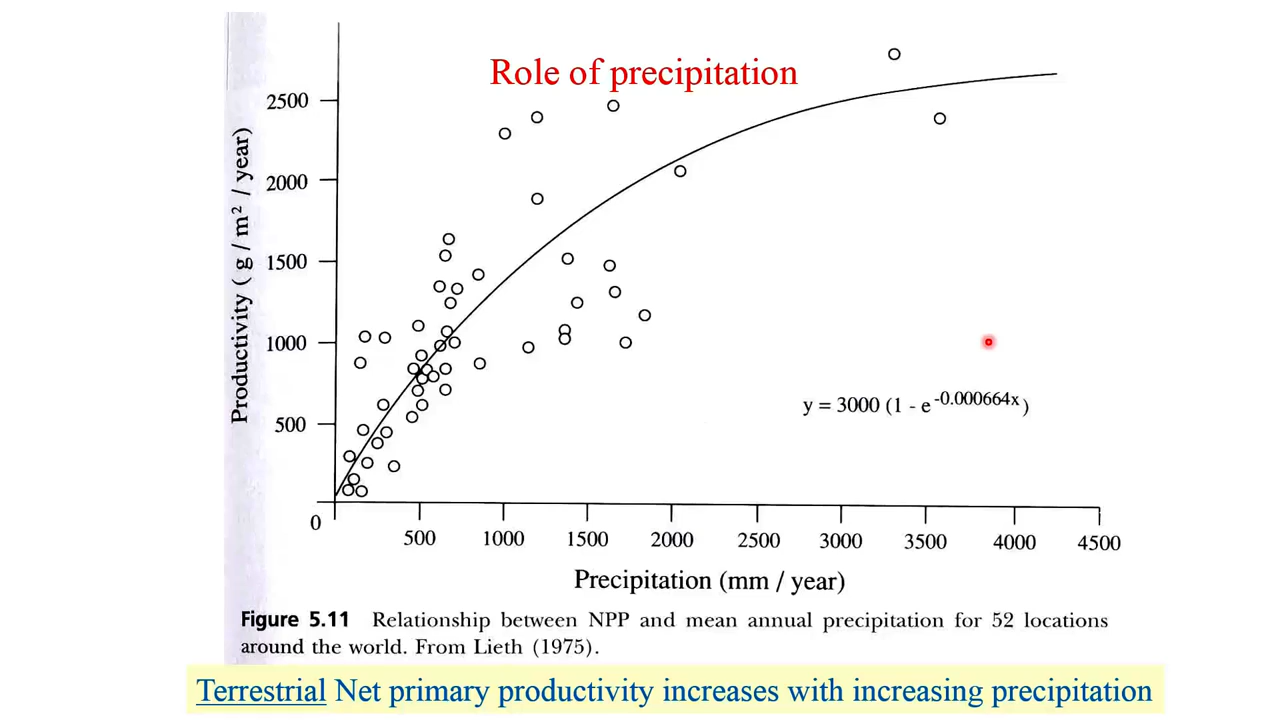 Role of precipitation
Productivity ( g / m² / year)
2500
2000
1500
1000
500
0
500 1000 1500 2000 2500 3000 3500 4000 4500
y = 3000 (1 - e^-0.000664x)
Precipitation (mm / year)
Figure 5.11 Relationship between NPP and mean annual precipitation for 52 locations
around the world. From Lieth (1975).
Terrestrial Net primary productivity increases with increasing precipitation